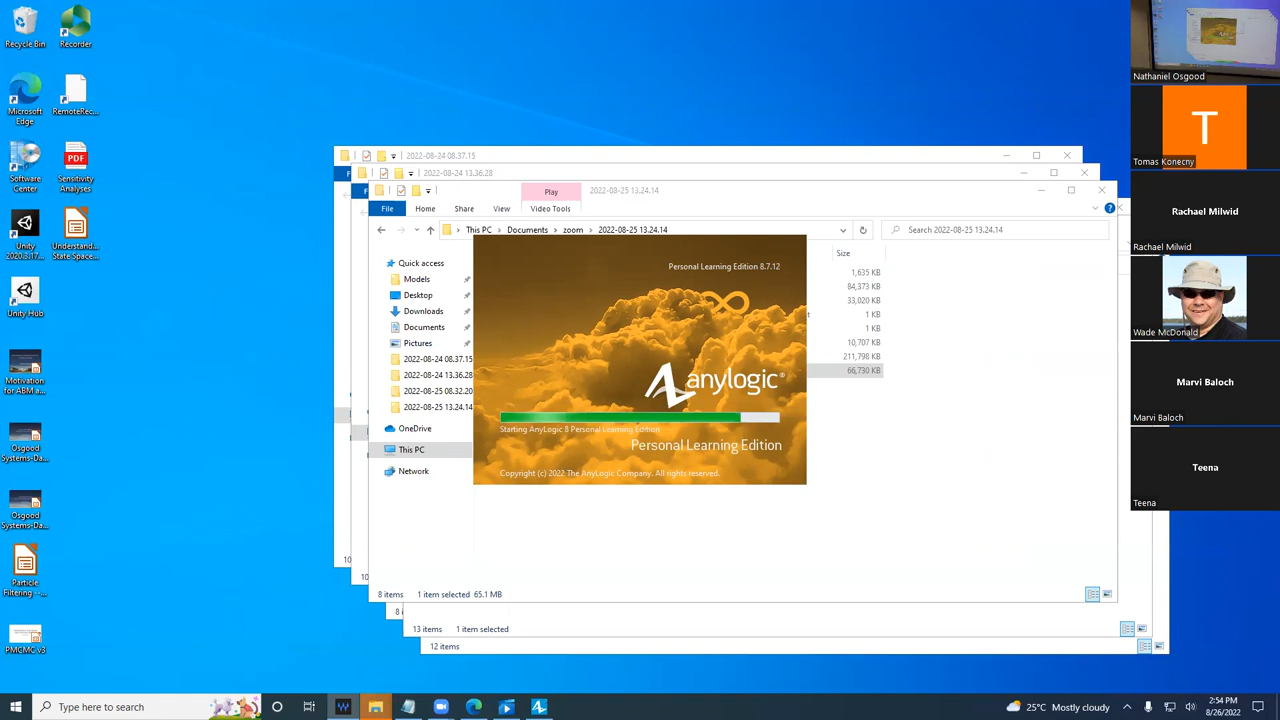 Recycle Bin
Recorder
Microsoft
Edge
RemoteRec...
Software
Center
Sensitivity
Analyses
Unity
2020.3.17...
Understand...
State Space...
Unity Hub
Motivation
for ABM a...
Osgood
Systems-Da...
Osgood
Systems-Da...
Particle
Filtering --...
PMGMC v3
2022-08-24 08.37.15
2022-08-24 13.36.28
Play
2022-08-25 13.24.14
File
Home
Share
View
Video Tools
This PC
Documents
zoom
2022-08-25 13.24.14
Search 2022-08-25 13.24.14
Quick access
Models
Desktop
Downloads
Documents
Pictures
2022-08-24 08.37.15
2022-08-24 13.36.28
2022-08-25 08.32.20
2022-08-25 13.24.14
OneDrive
This PC
Network
Size
1,635 KB
84,373 KB
33,020 KB
1 KB
1 KB
10,707 KB
211,798 KB
66,730 KB
Personal Learning Edition 8.7.12
anylogic®
Starting AnyLogic 8 Personal Learning Edition
Personal Learning Edition
Copyright (c) 2022 The AnyLogic Company. All rights reserved.
10
10
8 items
1 item selected 65.1 MB
8 i
13 items
1 item selected
12 items
Nathaniel Osgood
T
Tomas Konecny
Rachael Milwid
Rachael Milwid
Wade McDonald
Marvi Baloch
Marvi Baloch
Teena
Teena
Type here to search
25°C Mostly cloudy
2:54 PM
8/26/2022